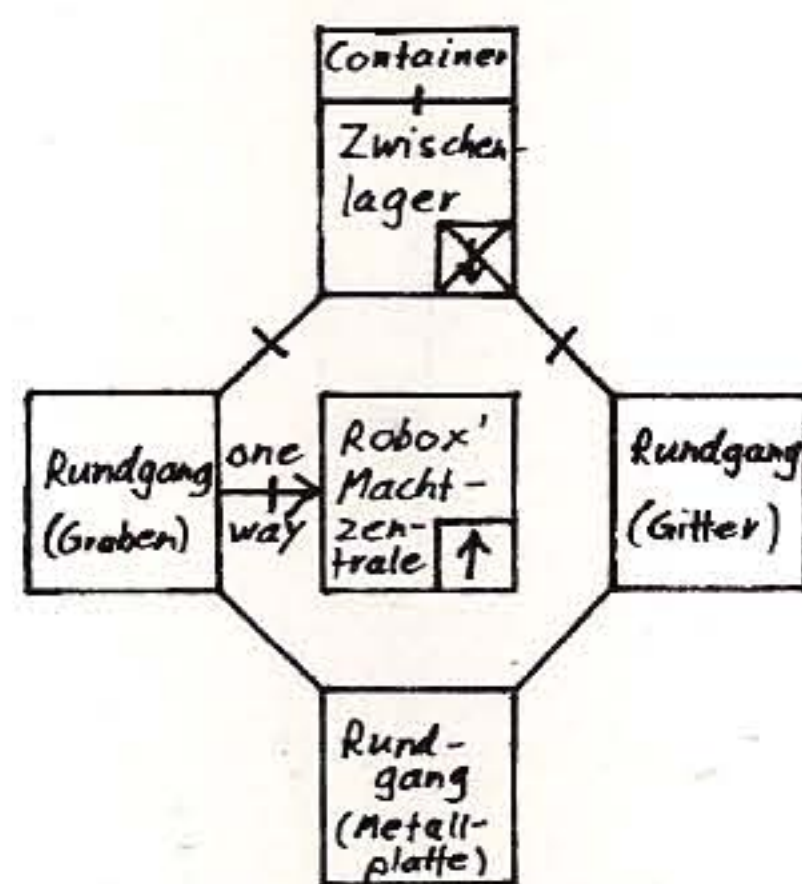 Container
Zwischen-
lager
Rundgang
(Graben)
one
way
Robox'
Macht-
zen-
trale
Rundgang
(Gitter)
Rund-
gang
(Metall-
platte)